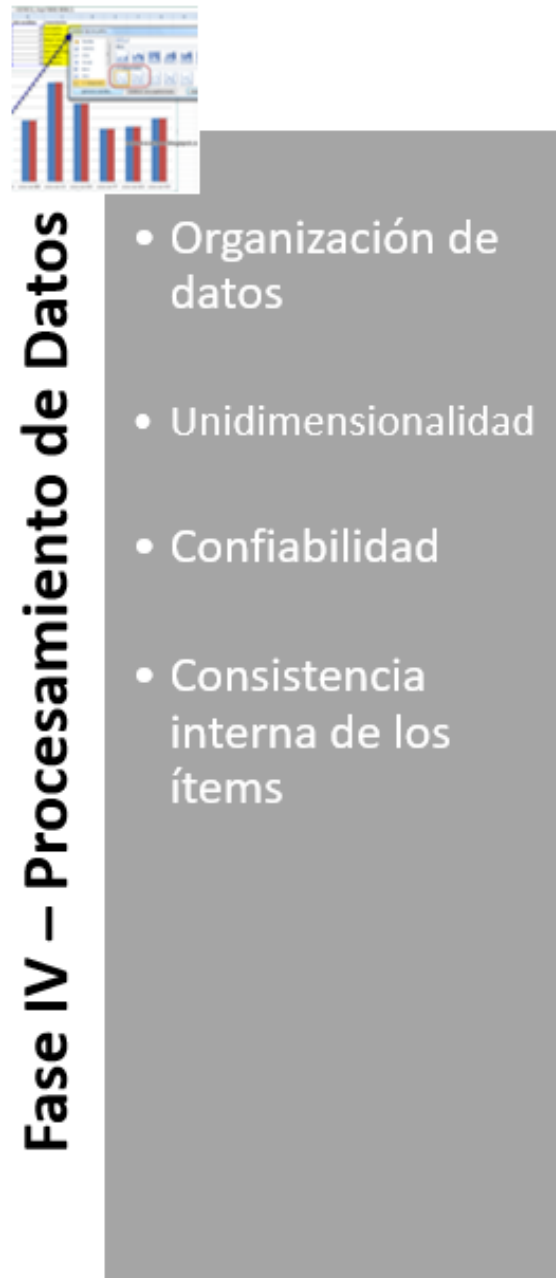 Fase IV – Procesamiento de Datos
• Organización de
datos
• Unidimensionalidad
• Confiabilidad
• Consistencia
interna de los
ítems